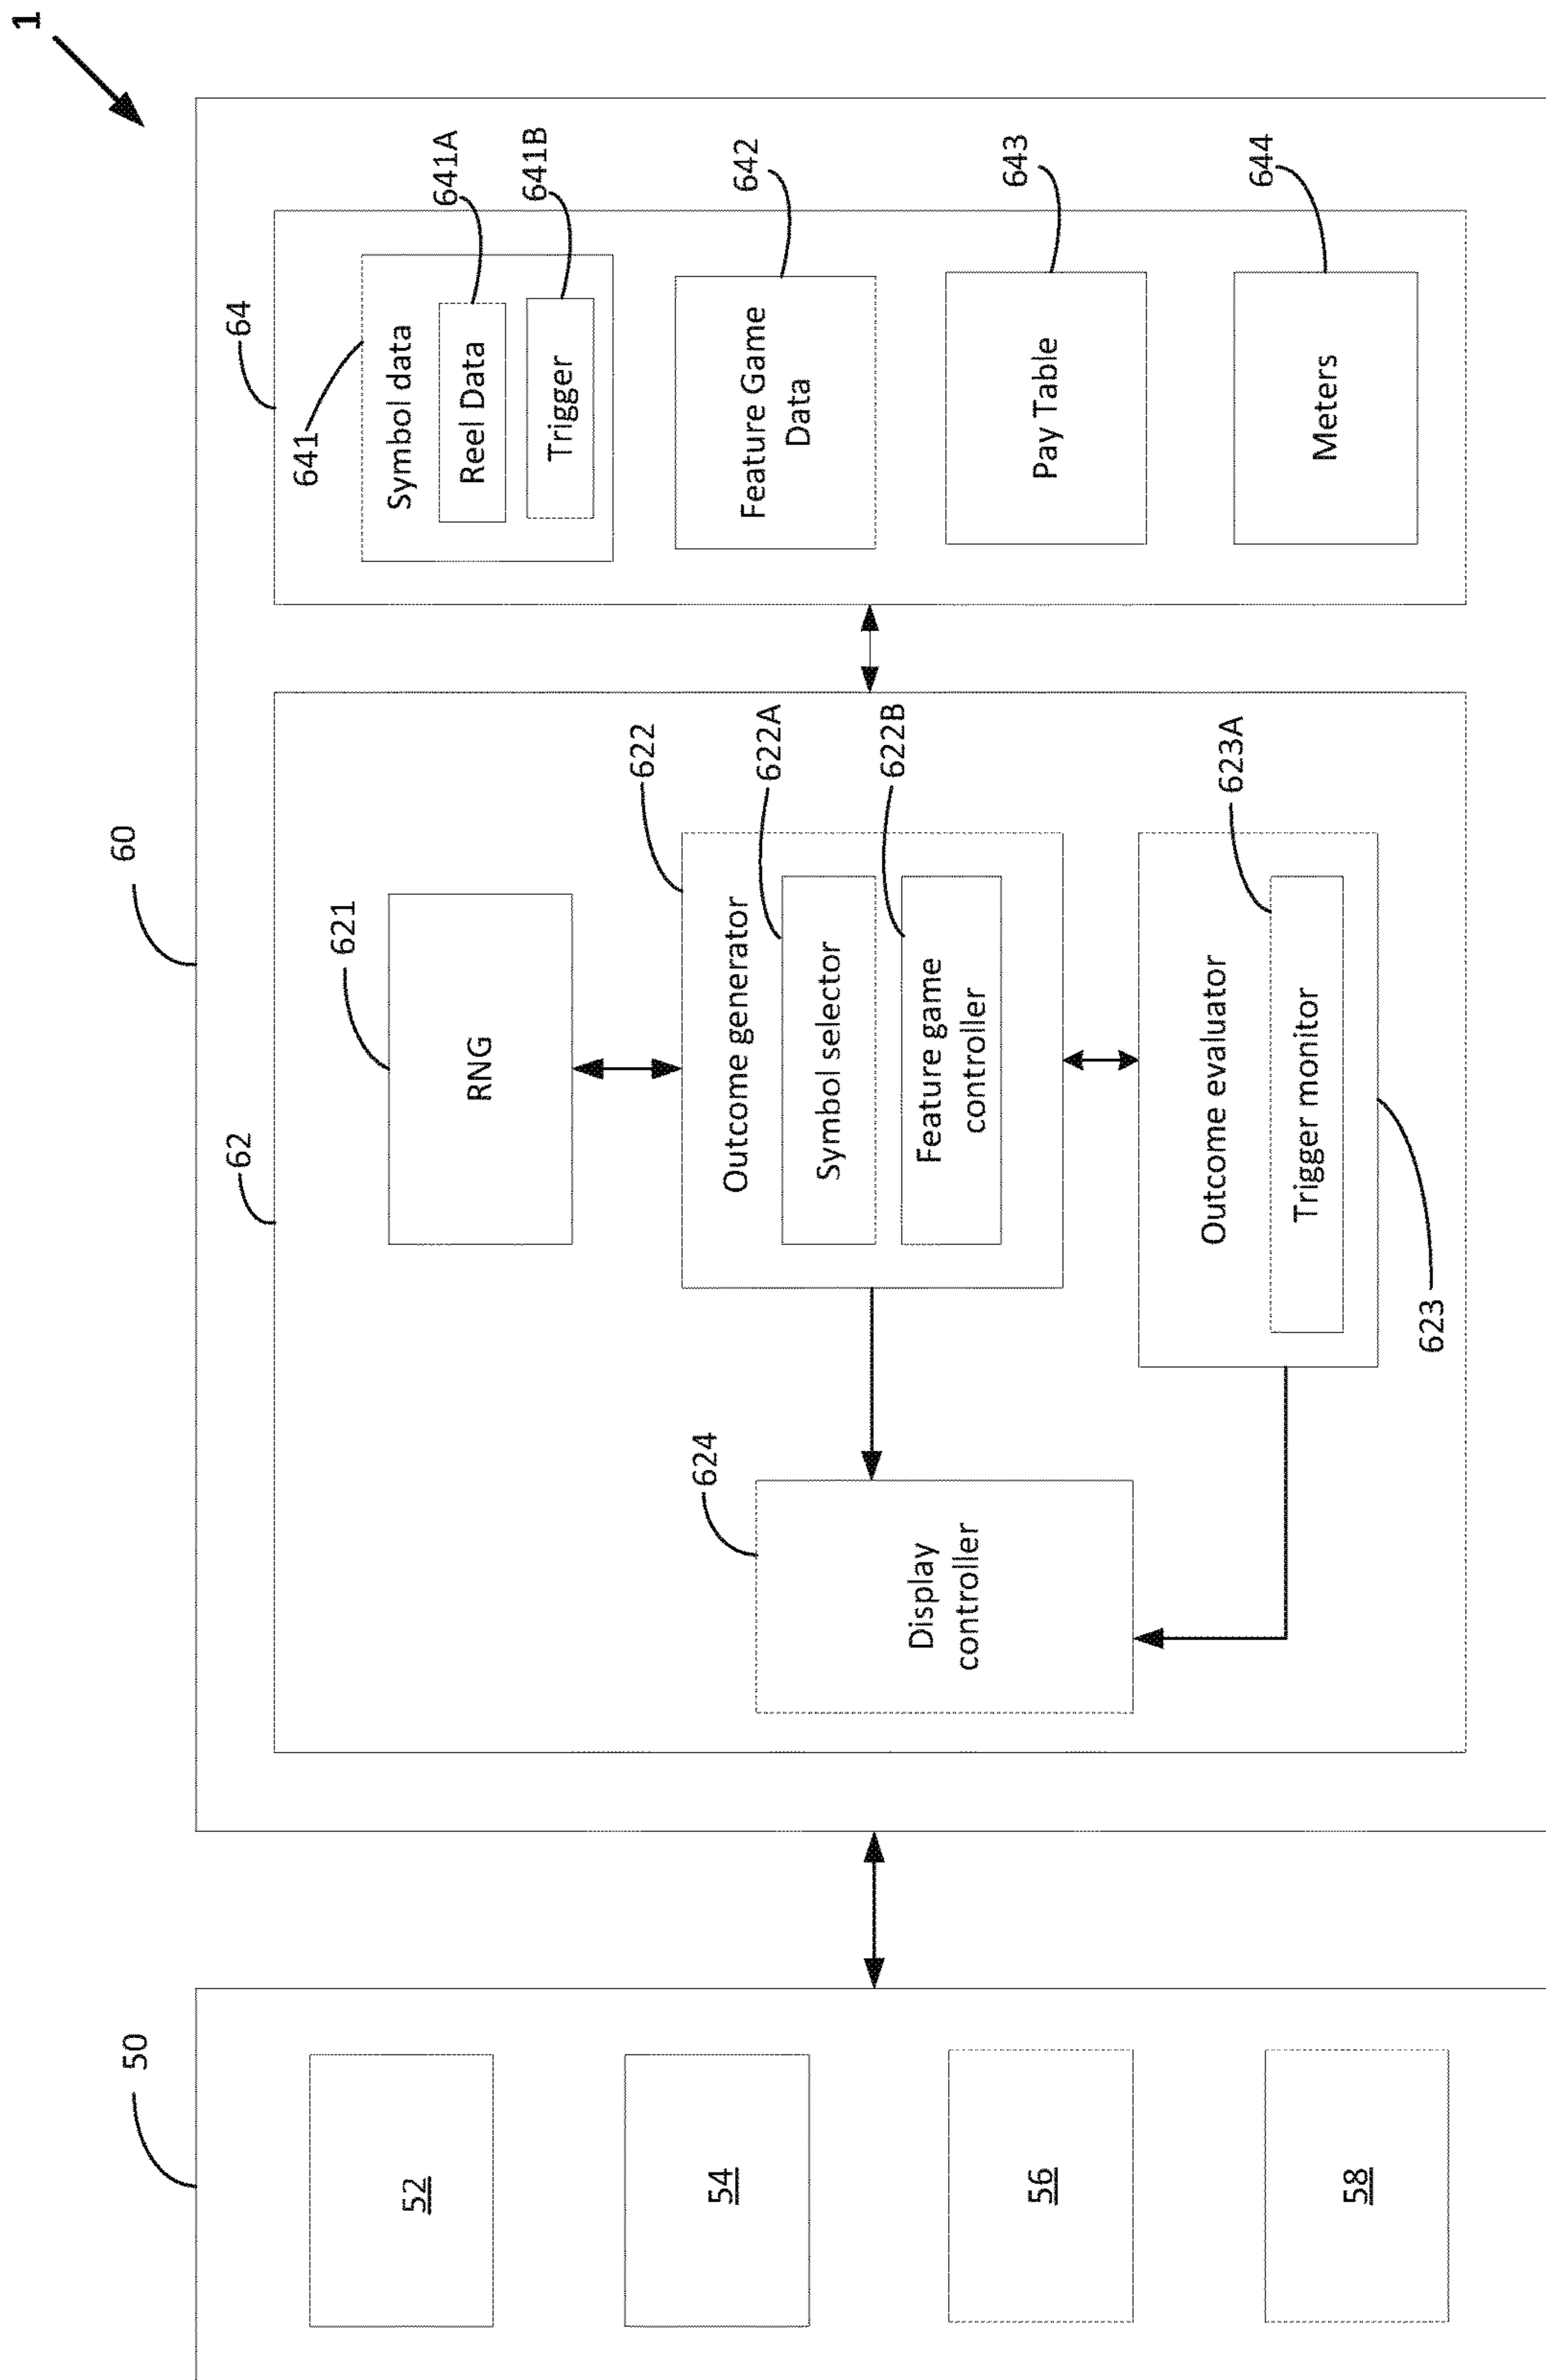 1
60
50
62
64
52
54
56
58
621
RNG
622
Outcome generator
622A
Symbol selector
622B
Feature game
controller
623A
Outcome evaluator
Trigger monitor
623
624
Display
controller
641
Symbol data
641A
Reel Data
641B
Trigger
642
Feature Game
Data
643
Pay Table
644
Meters